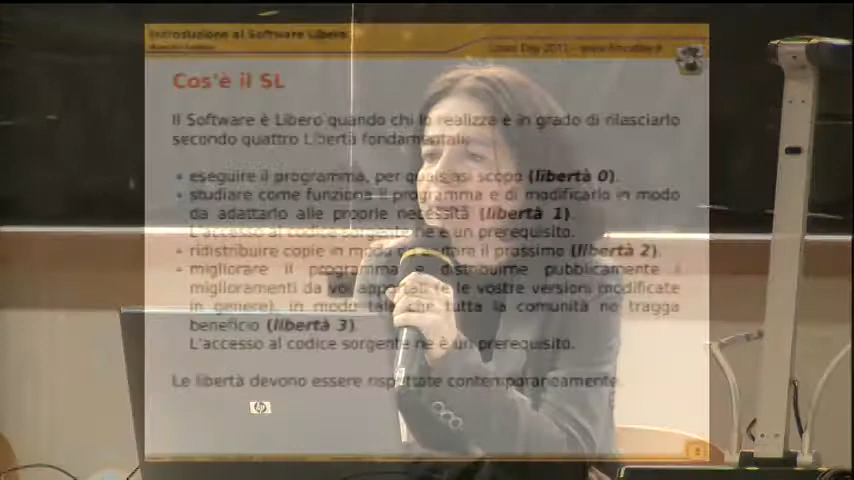 Introduzione al Software Libero
Linux Day 2011 - www.linuxday.it
Cos'è il SL
Il Software è Libero quando chi lo realizza è in grado di rilasciarlo
secondo quattro Libertà fondamentali:
• eseguire il programma, per qualsiasi scopo (libertà 0).
• studiare come funziona il programma e di modificarlo in modo
da adattarlo alle proprie necessità (libertà 1).
L'accesso al codice sorgente ne è un prerequisito.
• ridistribuire copie in modo da aiutare il prossimo (libertà 2).
• migliorare il programma e distribuirne pubblicamente i
miglioramenti da voi apportati (e le vostre versioni modificate
in genere), in modo tale che tutta la comunità ne tragga
beneficio (libertà 3).
L'accesso al codice sorgente ne è un prerequisito.
Le libertà devono essere rispettate contemporaneamente.
hp